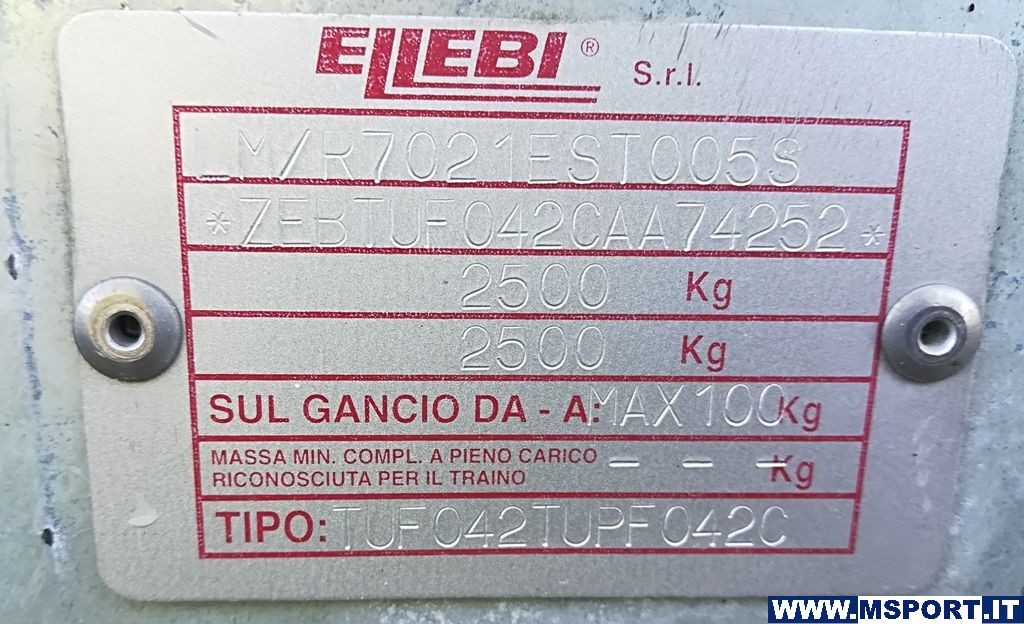 ELLEBI® S.r.l.
LM/R7021EST005S
*ZEBTUF042CAA74252*
2500 Kg
2500 Kg
SUL GANCIO DA - A: MAX100Kg
MASSA MIN. COMPL. A PIENO CARICO
RICONOSCIUTA PER IL TRAINO - - - Kg
TIPO: TUF042TUPF042C
WWW.MSPORT.IT